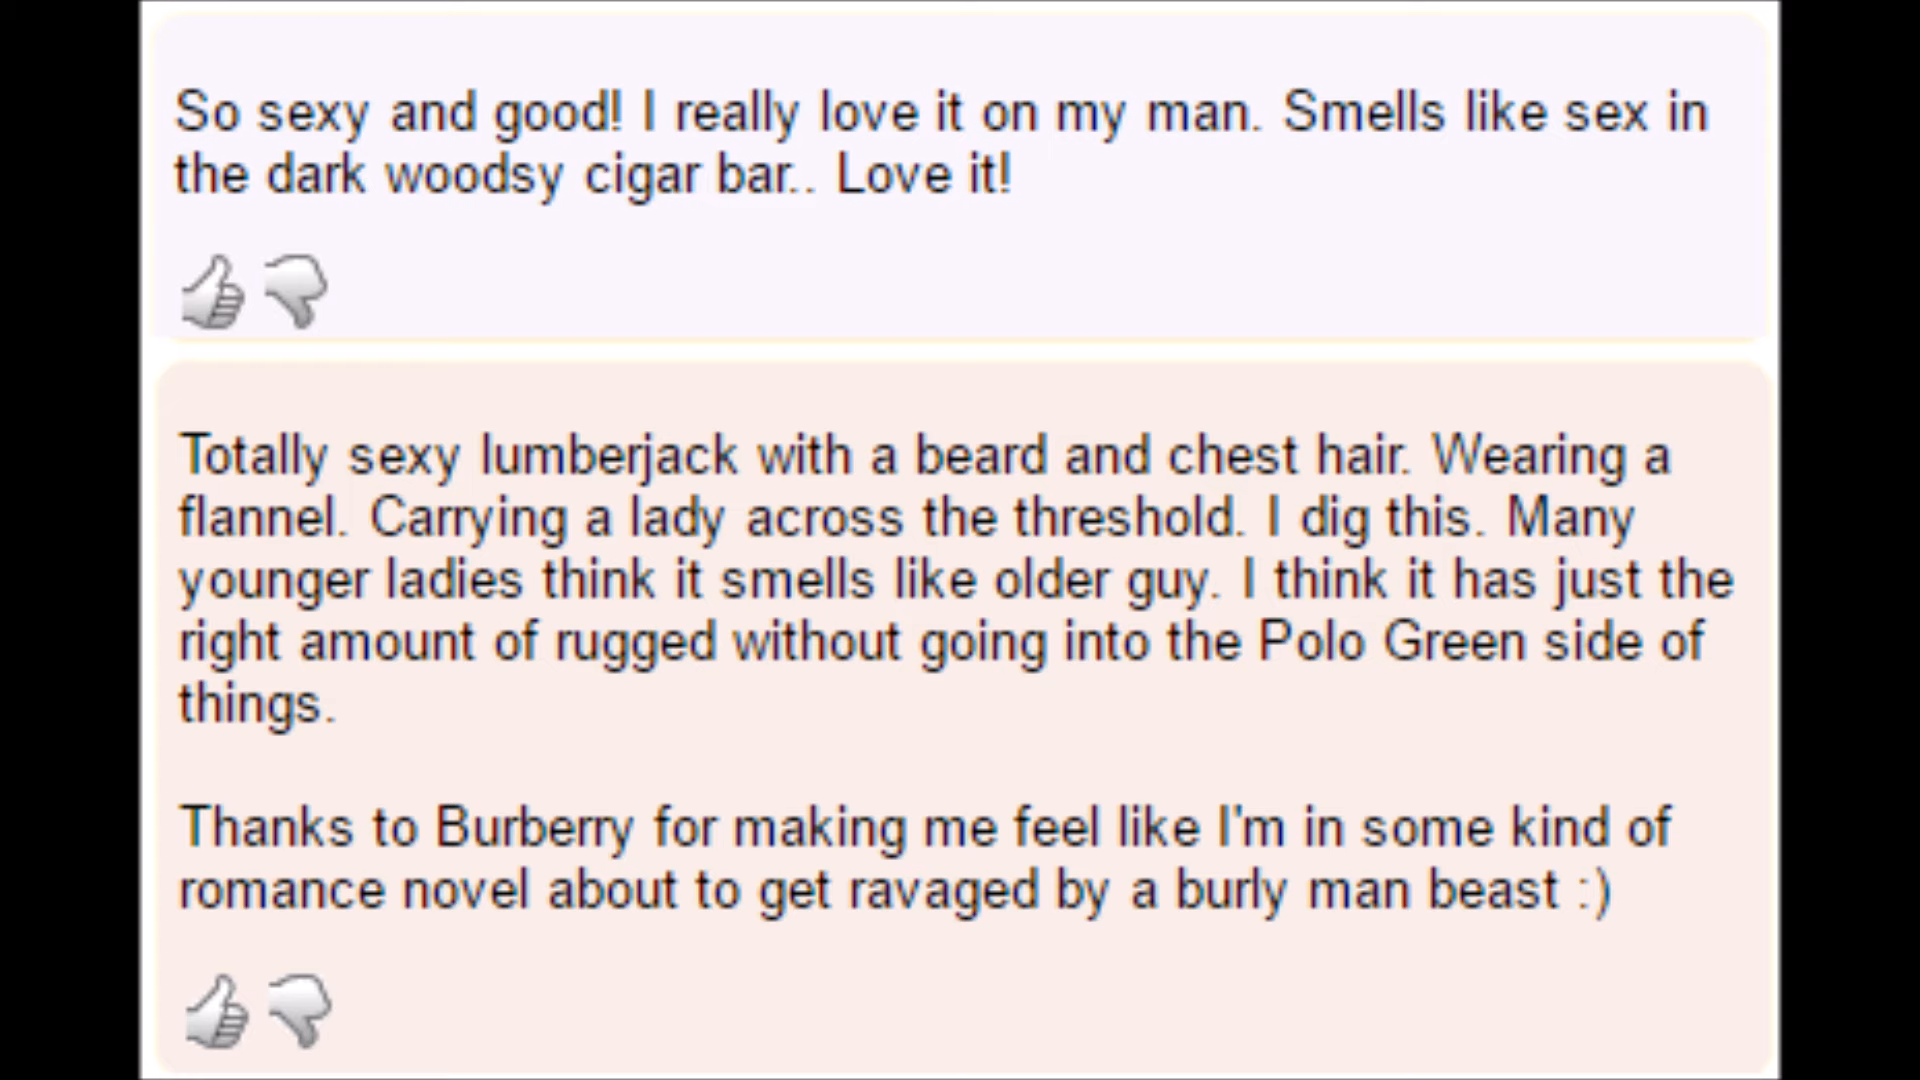 So sexy and good! I really love it on my man. Smells like sex in
the dark woodsy cigar bar.. Love it!
Totally sexy lumberjack with a beard and chest hair. Wearing a
flannel. Carrying a lady across the threshold. I dig this. Many
younger ladies think it smells like older guy. I think it has just the
right amount of rugged without going into the Polo Green side of
things.
Thanks to Burberry for making me feel like I'm in some kind of
romance novel about to get ravaged by a burly man beast :)